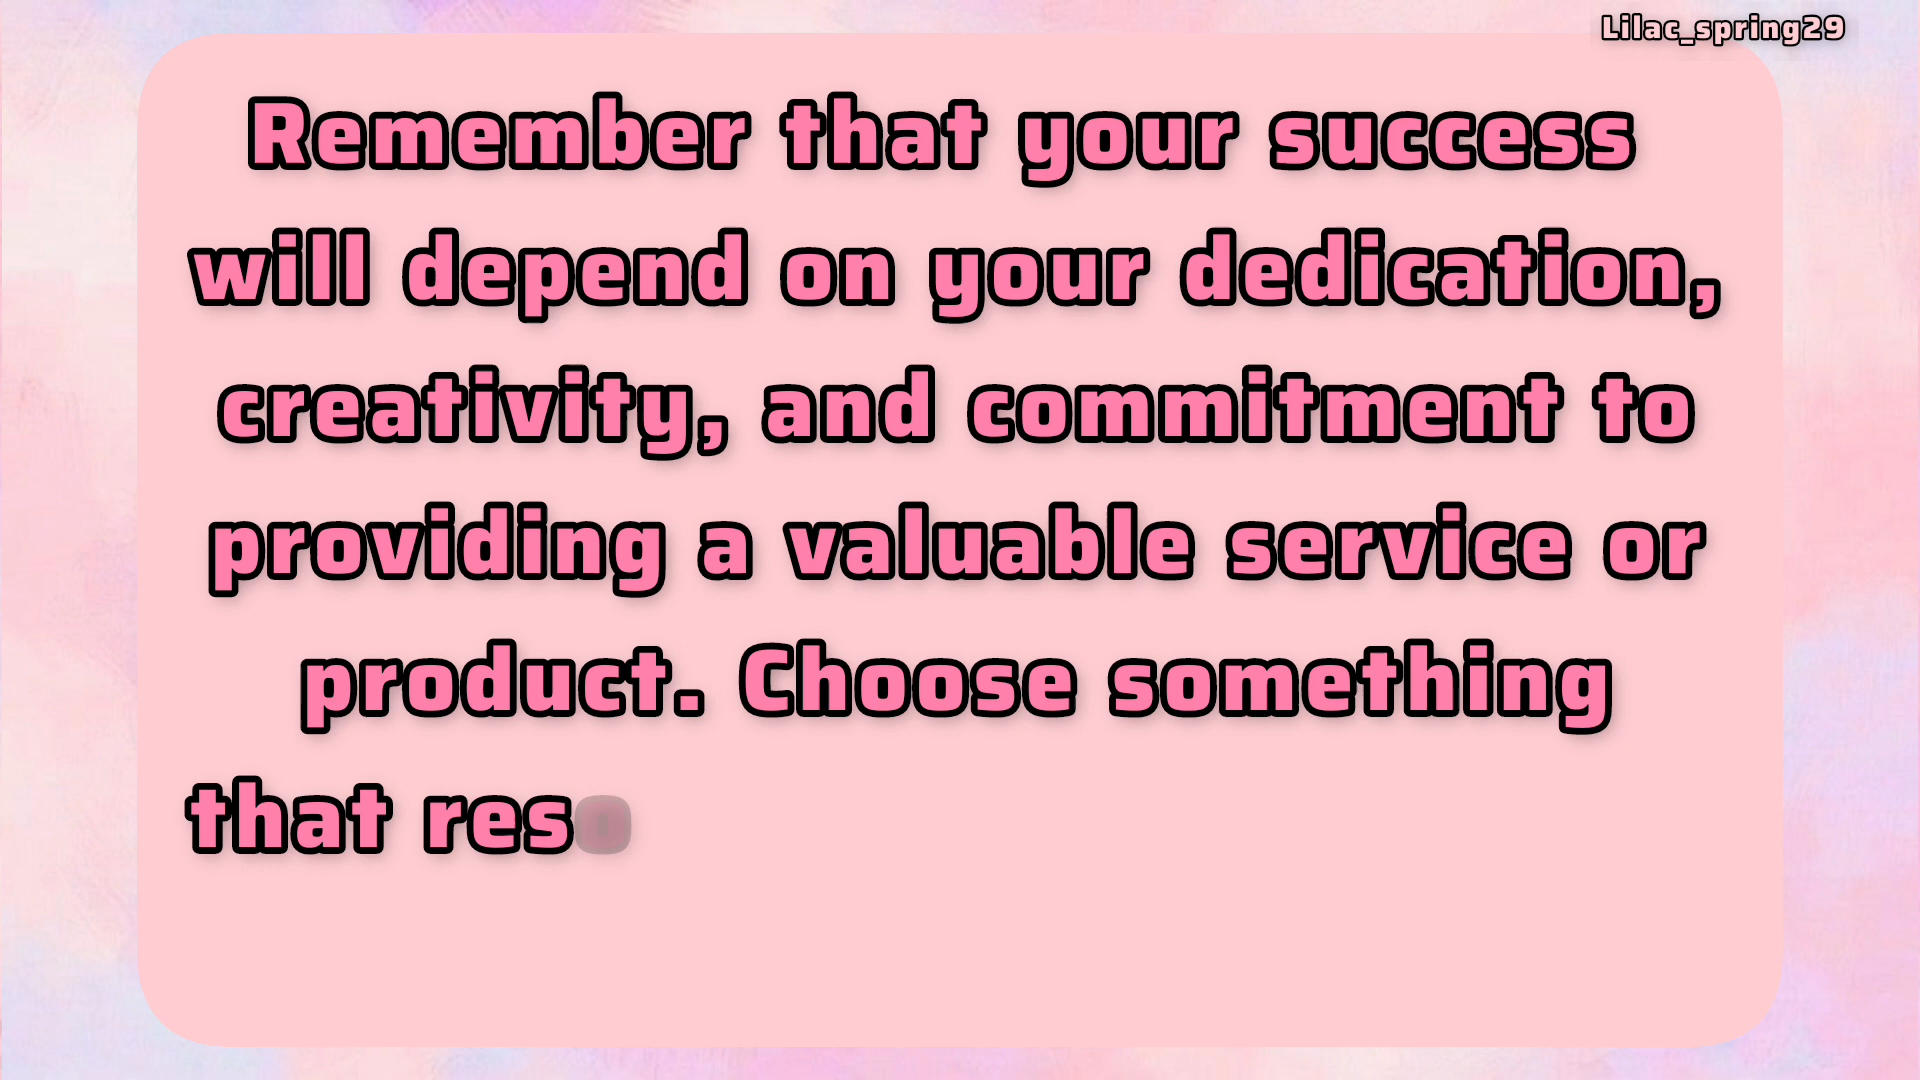 Lilac_spring29
Remember that your success
will depend on your dedication,
creativity, and commitment to
providing a valuable service or
product. Choose something
that reso